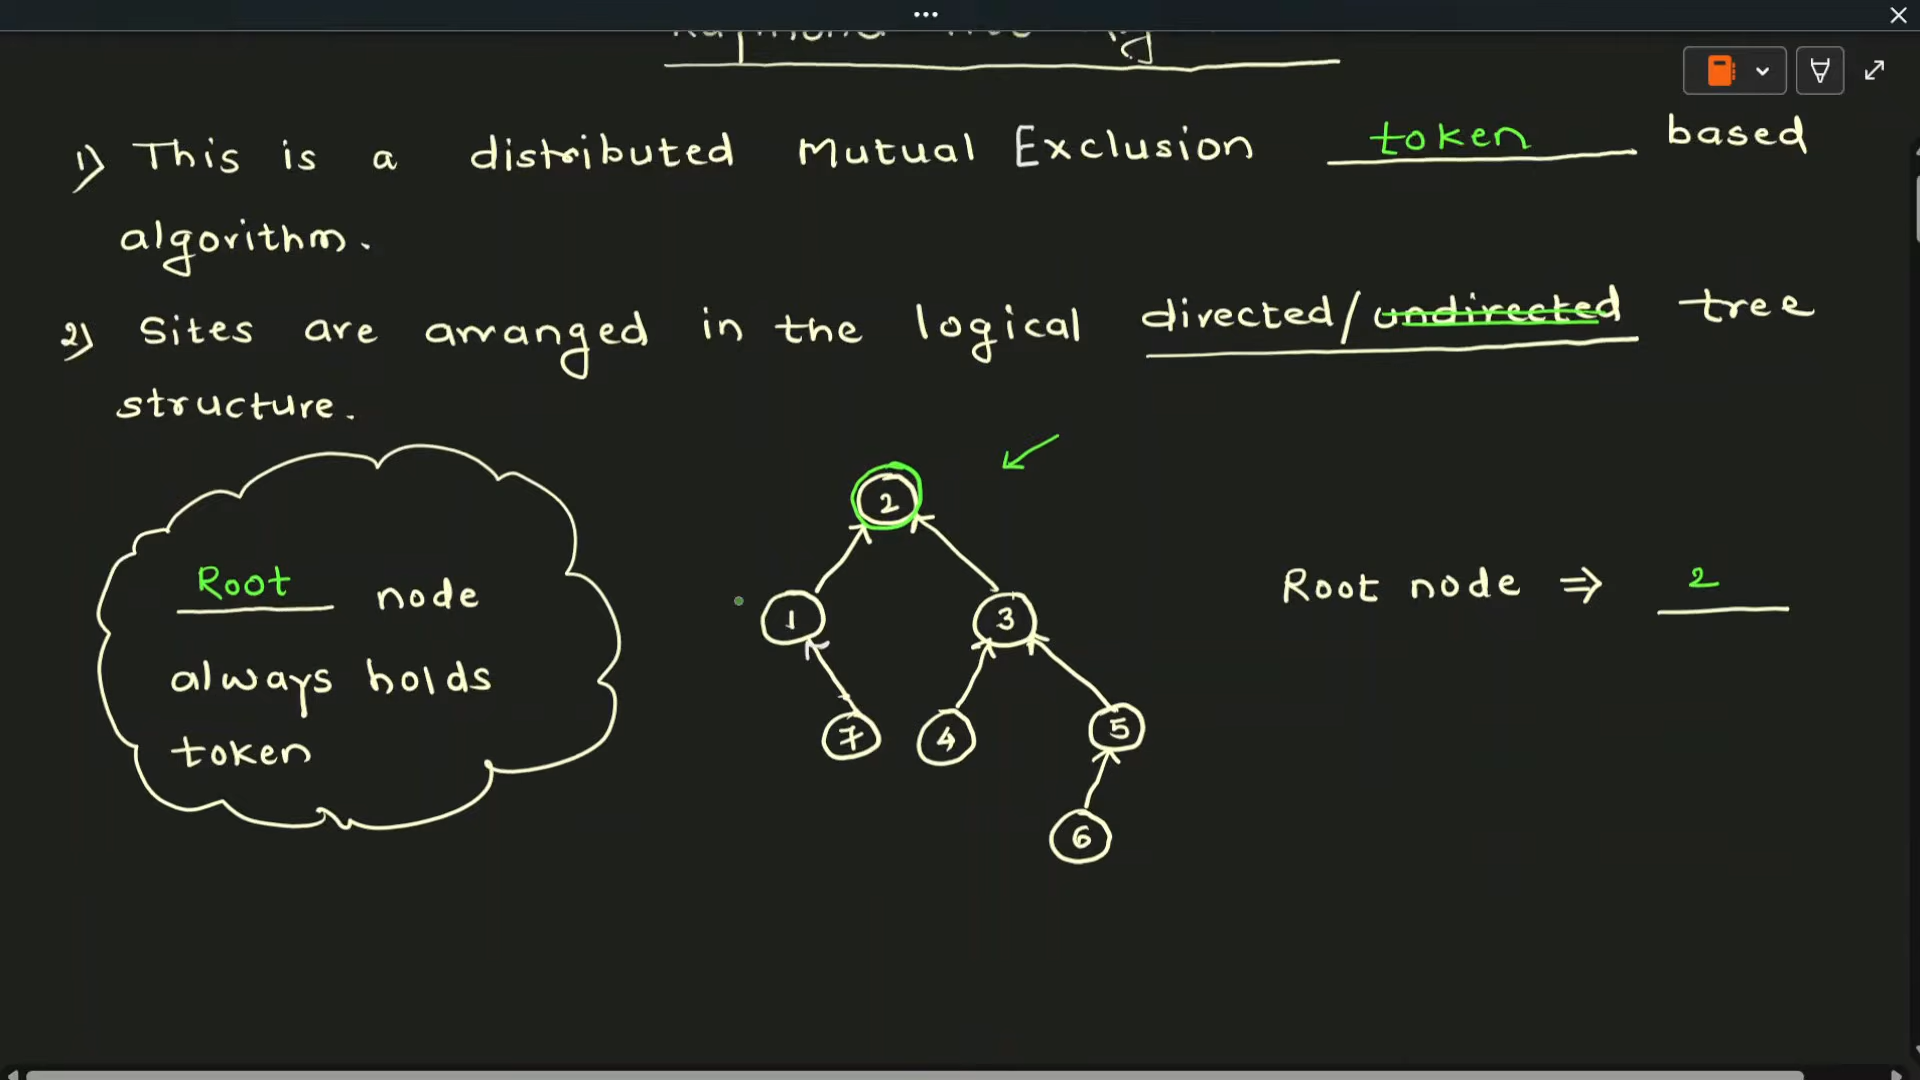 1) This is a distributed Mutual Exclusion token based
algorithm.
2) Sites are arranged in the logical directed/undirected tree
structure.
Root node
always holds
token
2
1
3
7
4
5
6
Root node ⇒ 2